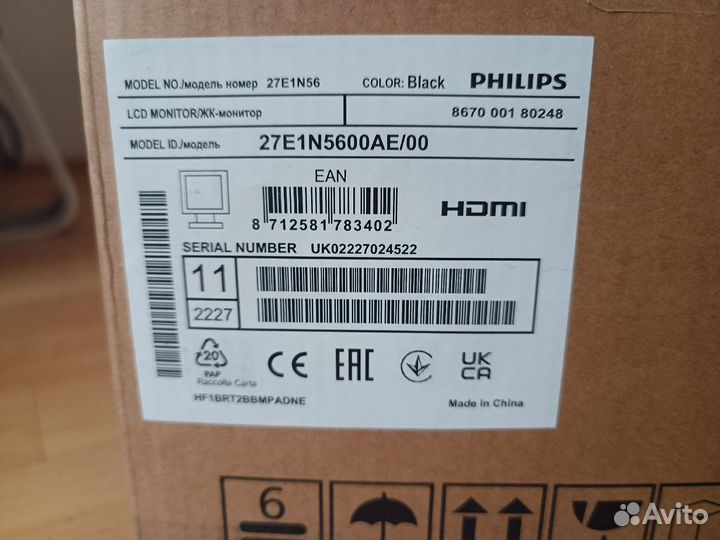 MODEL NO./модель номер 27E1N56 COLOR: Black PHILIPS
LCD MONITOR/ЖК-монитор 8670 001 80248
MODEL ID./модель 27E1N5600AE/00
EAN
8 712581 783402
HDMI
SERIAL NUMBER UK02227024522
11
2227
20
PAP
Raccolta Carta
CE EAC UK CA
HF1BRT2BBMPADNE
Made in China
6
Avito